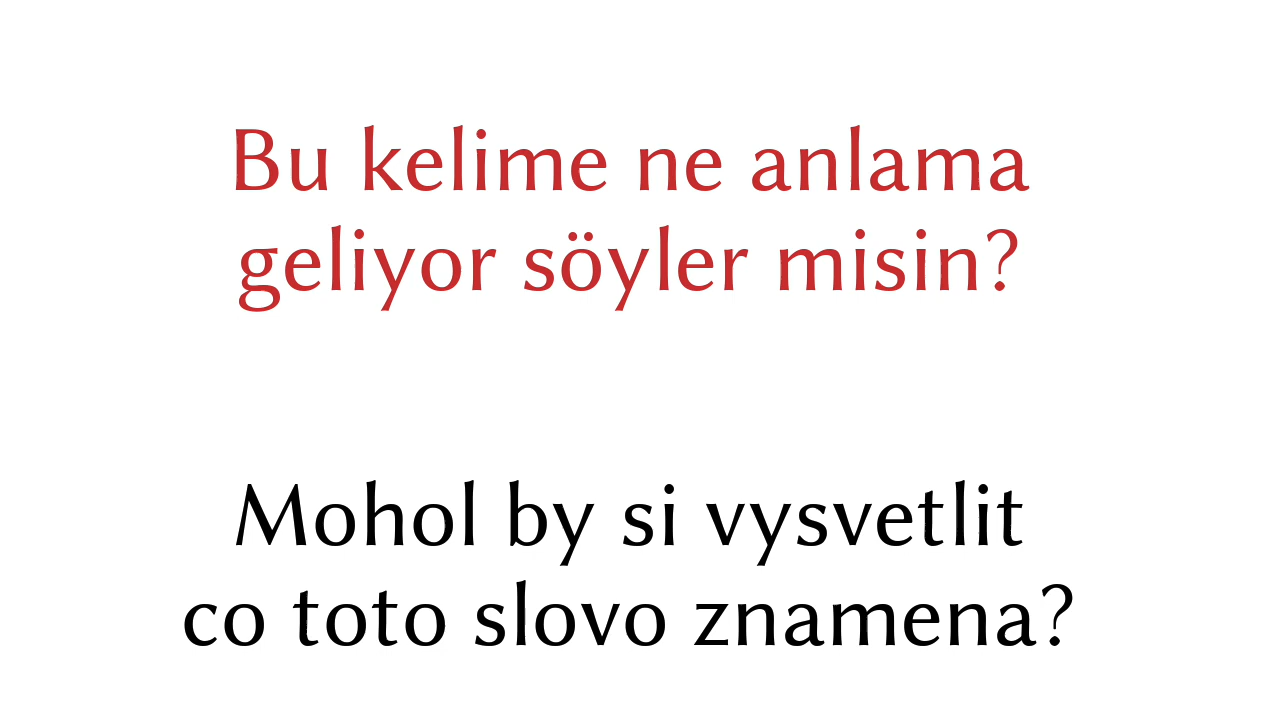 Bu kelime ne anlama
geliyor söyler misin?
Mohol by si vysvetlit
co toto slovo znamena?